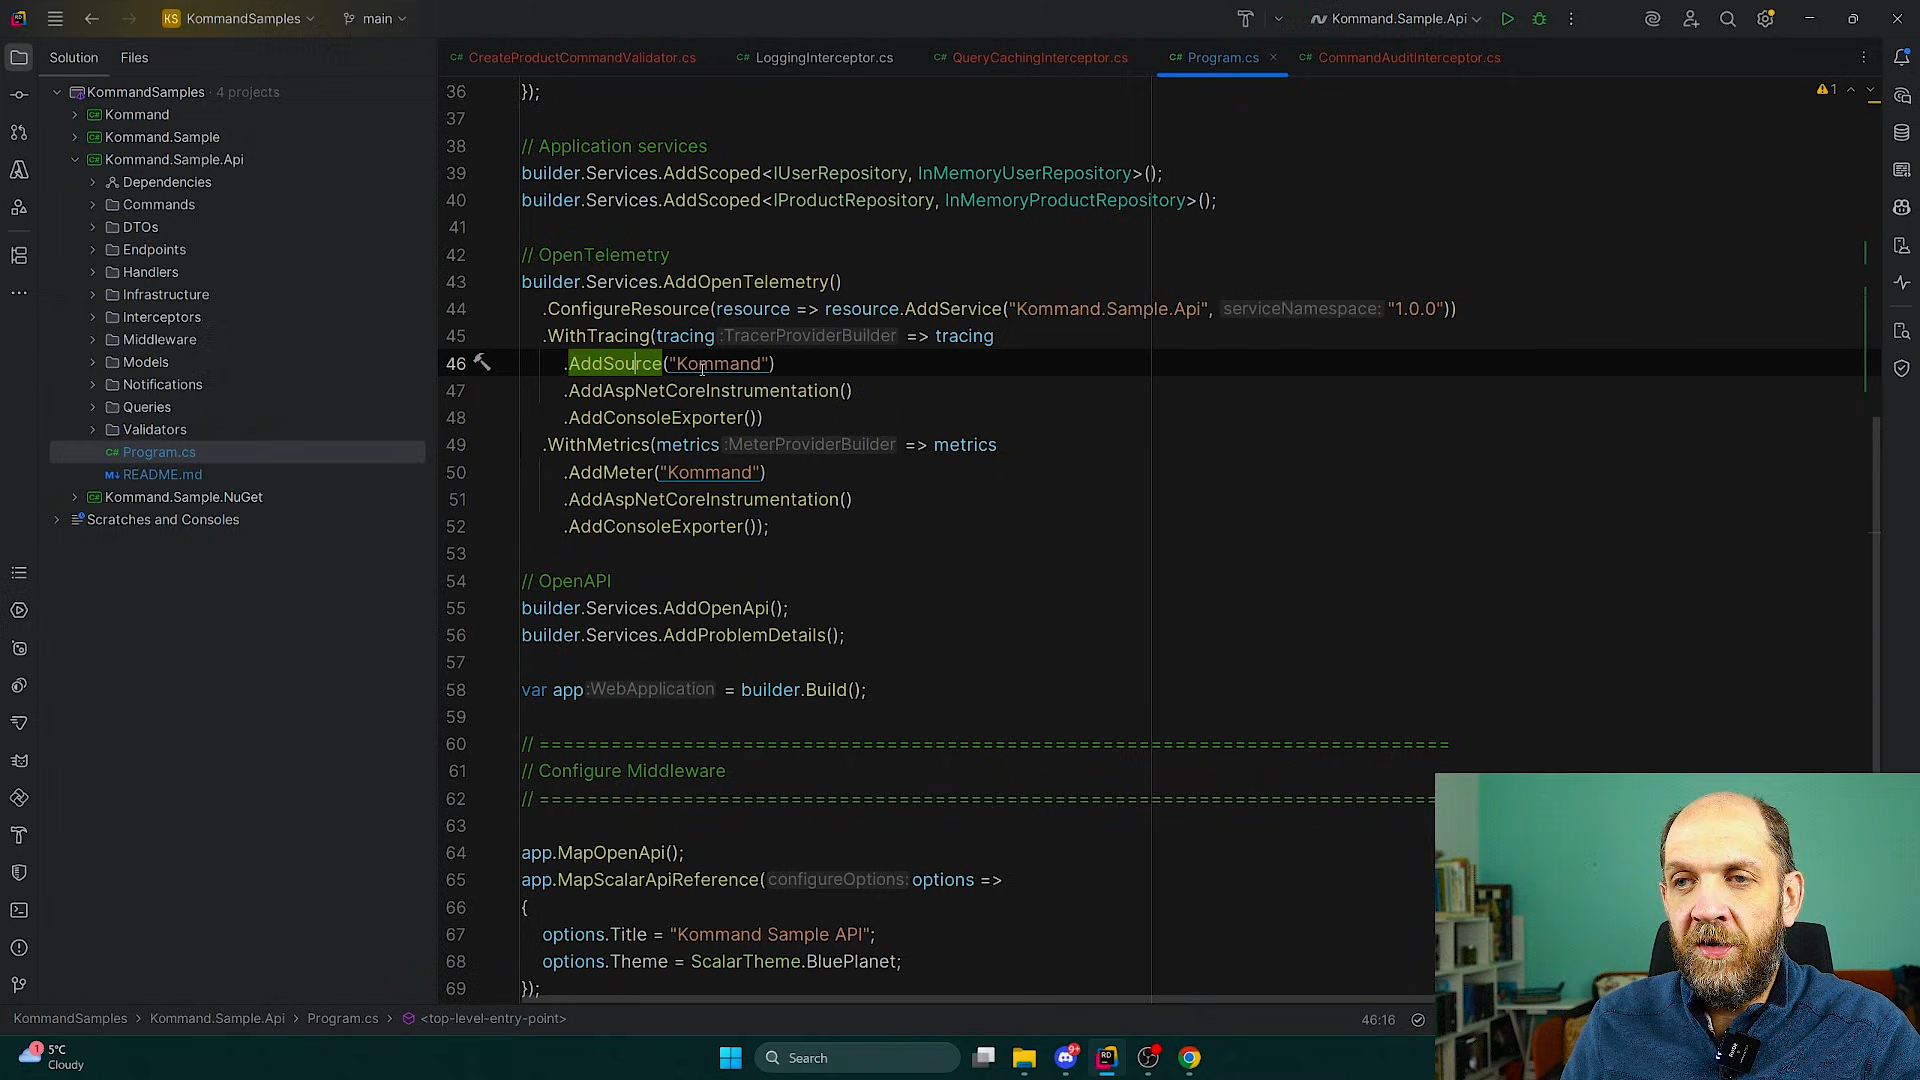 KS KommandSamples
main
Kommand.Sample.Api
Solution
Files
CreateProductCommandValidator.cs
LoggingInterceptor.cs
QueryCachingInterceptor.cs
Program.cs
CommandAuditInterceptor.cs
KommandSamples · 4 projects
Kommand
Kommand.Sample
Kommand.Sample.Api
Dependencies
Commands
DTOs
Endpoints
Handlers
Infrastructure
Interceptors
Middleware
Models
Notifications
Queries
Validators
C# Program.cs
M↓ README.md
Kommand.Sample.NuGet
Scratches and Consoles
1
36 });
37
38 // Application services
39 builder.Services.AddScoped<IUserRepository, InMemoryUserRepository>();
40 builder.Services.AddScoped<IProductRepository, InMemoryProductRepository>();
41
42 // OpenTelemetry
43 builder.Services.AddOpenTelemetry()
44 .ConfigureResource(resource => resource.AddService("Kommand.Sample.Api", serviceNamespace: "1.0.0"))
45 .WithTracing(tracing :TracerProviderBuilder => tracing
46 .AddSource("Kommand")
47 .AddAspNetCoreInstrumentation()
48 .AddConsoleExporter())
49 .WithMetrics(metrics :MeterProviderBuilder => metrics
50 .AddMeter("Kommand")
51 .AddAspNetCoreInstrumentation()
52 .AddConsoleExporter());
53
54 // OpenAPI
55 builder.Services.AddOpenApi();
56 builder.Services.AddProblemDetails();
57
58 var app :WebApplication = builder.Build();
59
60 // =============================================================================
61 // Configure Middleware
62 // =============================================================================
63
64 app.MapOpenApi();
65 app.MapScalarApiReference(configureOptions: options =>
66 {
67 options.Title = "Kommand Sample API";
68 options.Theme = ScalarTheme.BluePlanet;
69 });
KommandSamples > Kommand.Sample.Api > Program.cs > <top-level-entry-point>
46:16
1
5°C
Cloudy
Search
9+
RD